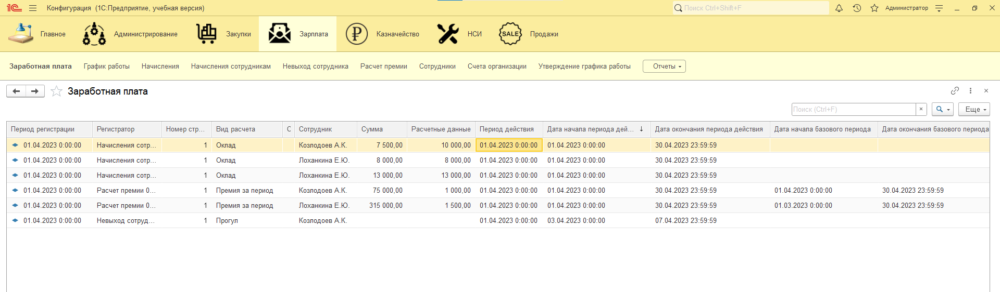 1С Конфигурация (1С:Предприятие, учебная версия) Поиск Ctrl+Shift+F Администратор
Главное Администрирование Закупки Зарплата Казначейство НСИ SALE Продажи
Заработная плата График работы Начисления Начисления сотрудникам Невыход сотрудника Расчет премии Сотрудники Счета организации Утверждение графика работы Отчеты
Заработная плата
Поиск (Ctrl+F) × Еще
Период регистрации Регистратор Номер стр... Вид расчета С Сотрудник Сумма Расчетные данные Период действия Дата начала периода дей... ↓ Дата окончания периода действия Дата начала базового периода Дата окончания базового периода
01.04.2023 0:00:00 Начисления сотр... 1 Оклад Козлодоев А.К. 7 500,00 10 000,00 01.04.2023 0:00:00 01.04.2023 0:00:00 30.04.2023 23:59:59
01.04.2023 0:00:00 Начисления сотр... 1 Оклад Лоханкина Е.Ю. 8 000,00 8 000,00 01.04.2023 0:00:00 01.04.2023 0:00:00 30.04.2023 23:59:59
01.04.2023 0:00:00 Начисления сотр... 1 Оклад Лоханкина Е.Ю. 13 000,00 13 000,00 01.04.2023 0:00:00 01.04.2023 0:00:00 30.04.2023 23:59:59
01.04.2023 0:00:00 Расчет премии 0... 1 Премия за период Козлодоев А.К. 75 000,00 1 000,00 01.04.2023 0:00:00 01.04.2023 0:00:00 30.04.2023 23:59:59 01.04.2023 0:00:00 30.04.2023 23:59:59
01.04.2023 0:00:00 Расчет премии 0... 1 Премия за период Лоханкина Е.Ю. 315 000,00 1 500,00 01.04.2023 0:00:00 01.04.2023 0:00:00 30.04.2023 23:59:59 01.03.2023 0:00:00 30.04.2023 23:59:59
01.04.2023 0:00:00 Невыход сотруд... 1 Прогул Козлодоев А.К. 01.04.2023 0:00:00 03.04.2023 0:00:00 07.04.2023 23:59:59